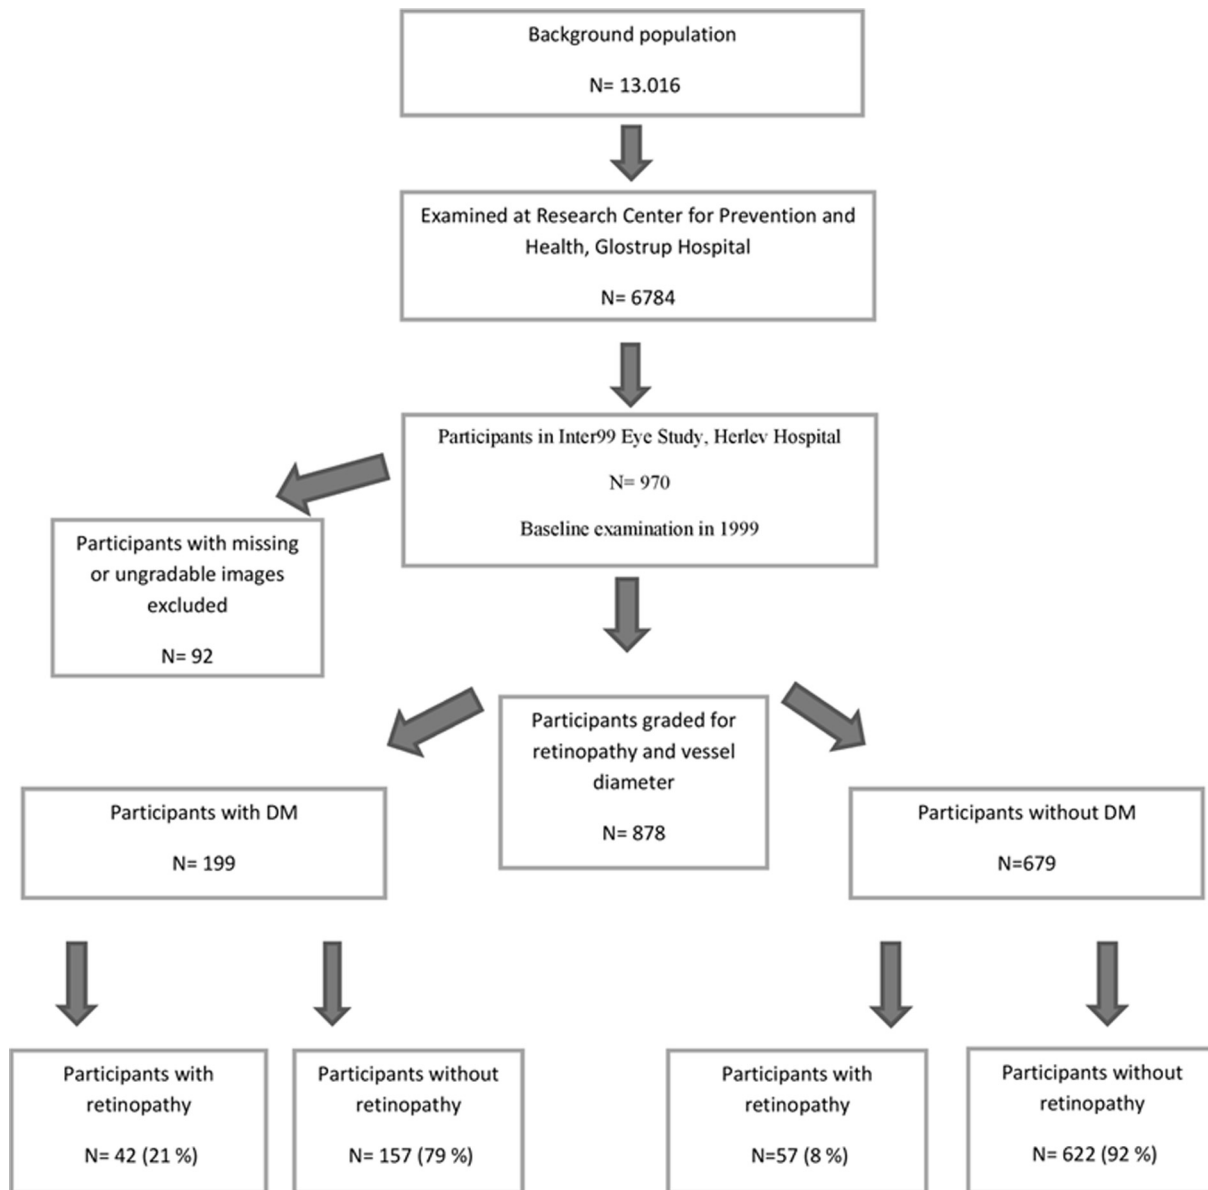 Background population
N= 13.016
Examined at Research Center for Prevention and
Health, Glostrup Hospital
N= 6784
Participants in Inter99 Eye Study, Herlev Hospital
N= 970
Baseline examination in 1999
Participants with missing
or ungradable images
excluded
N= 92
Participants graded for
retinopathy and vessel
diameter
N= 878
Participants with DM
N= 199
Participants without DM
N=679
Participants with
retinopathy
N= 42 (21 %)
Participants without
retinopathy
N= 157 (79 %)
Participants with
retinopathy
N=57 (8 %)
Participants without
retinopathy
N= 622 (92 %)